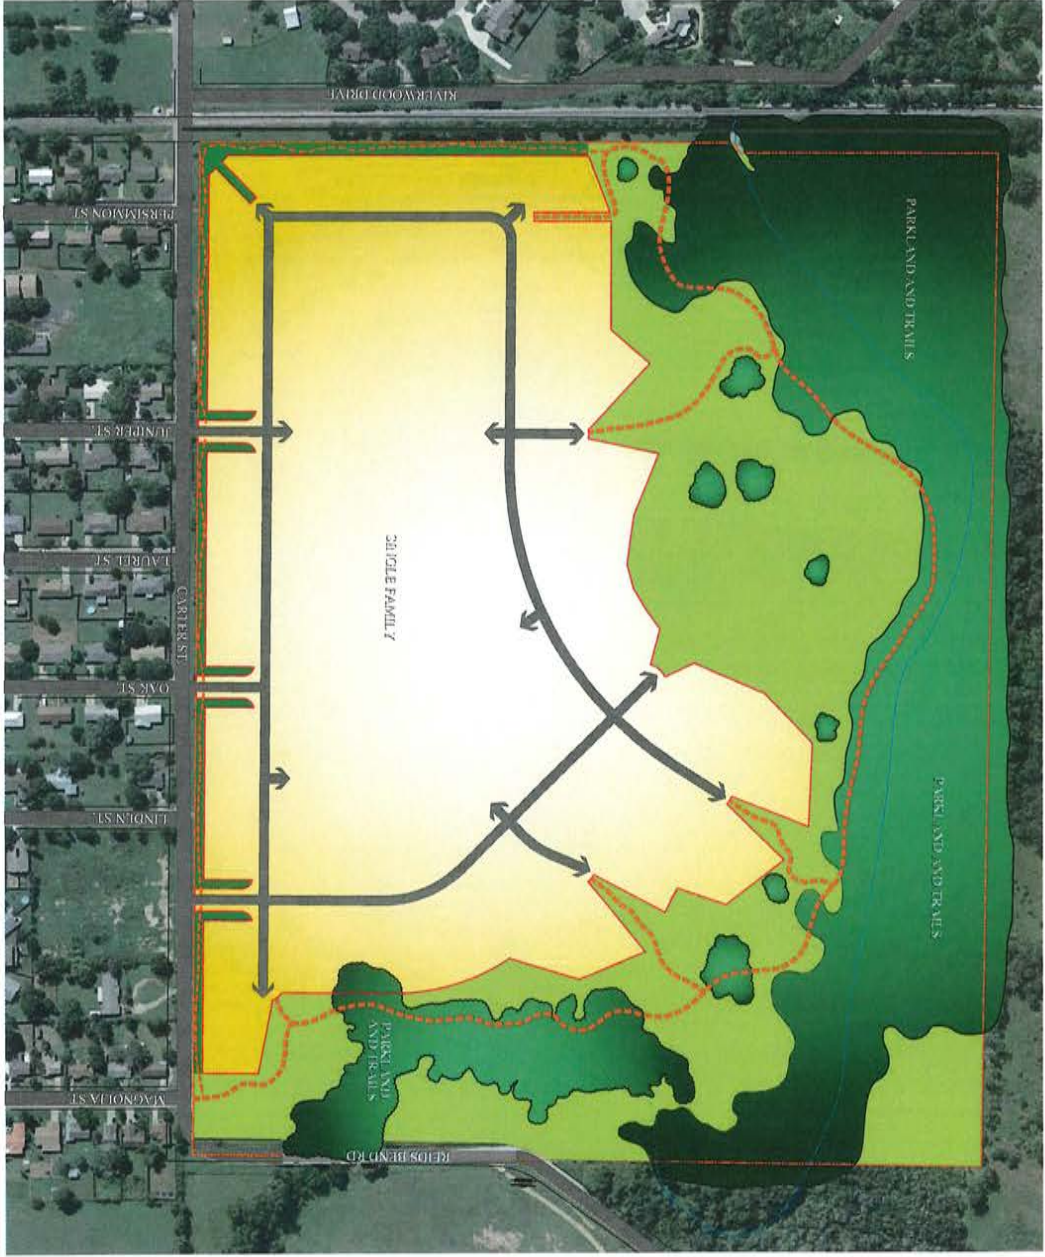 RIVERWOOD DRIVE
PERSIMMON ST
JUNIPER ST.
LAUREL ST
CARTER ST.
OAK ST
LINDEN ST.
MAGNOLIA ST
REIDS BEND RD
SINGLE FAMILY
PARKLAND AND TRAILS
PARKLAND AND TRAILS
PARKLAND
AND TRAILS